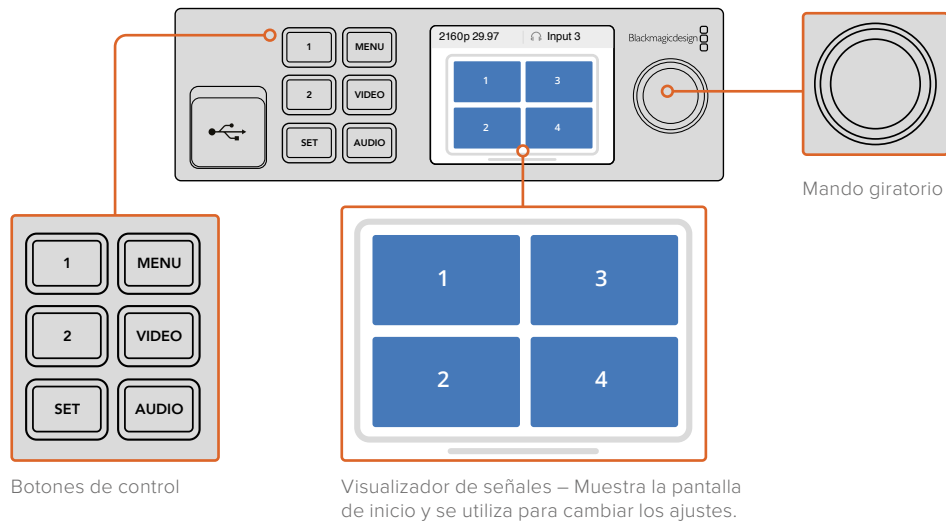 1 MENU
2 VIDEO
SET AUDIO
2160p 29.97 Input 3
1 3
2 4
Blackmagicdesign
Mando giratorio
1 MENU
2 VIDEO
SET AUDIO
Botones de control
1 3
2 4
Visualizador de señales – Muestra la pantalla
de inicio y se utiliza para cambiar los ajustes.